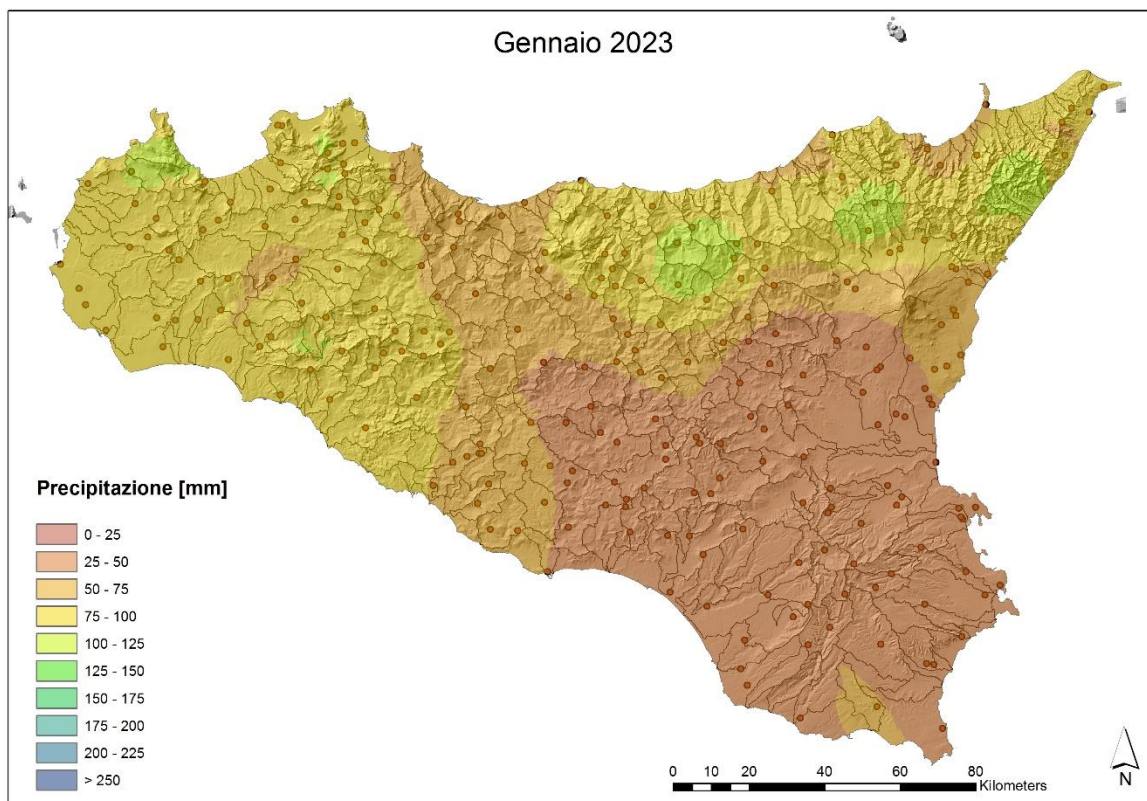 Gennaio 2023
Precipitazione [mm]
0 - 25
25 - 50
50 - 75
75 - 100
100 - 125
125 - 150
150 - 175
175 - 200
200 - 225
> 250
0 10 20 40 60 80
Kilometers
N